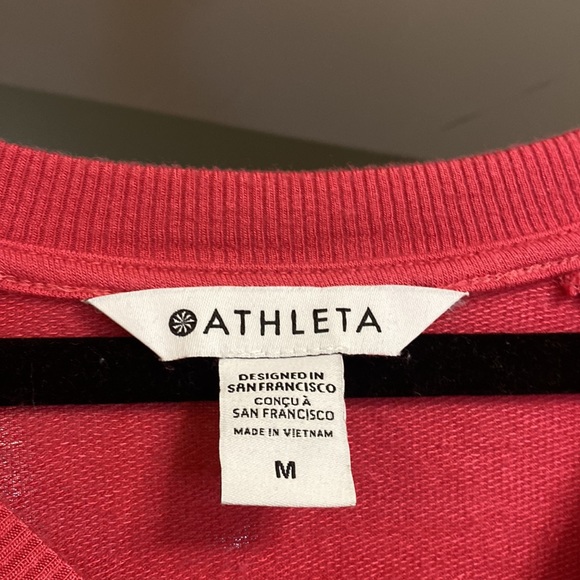 ATHLETA
DESIGNED IN
SAN FRANCISCO
CONÇU À
SAN FRANCISCO
MADE IN VIETNAM
M